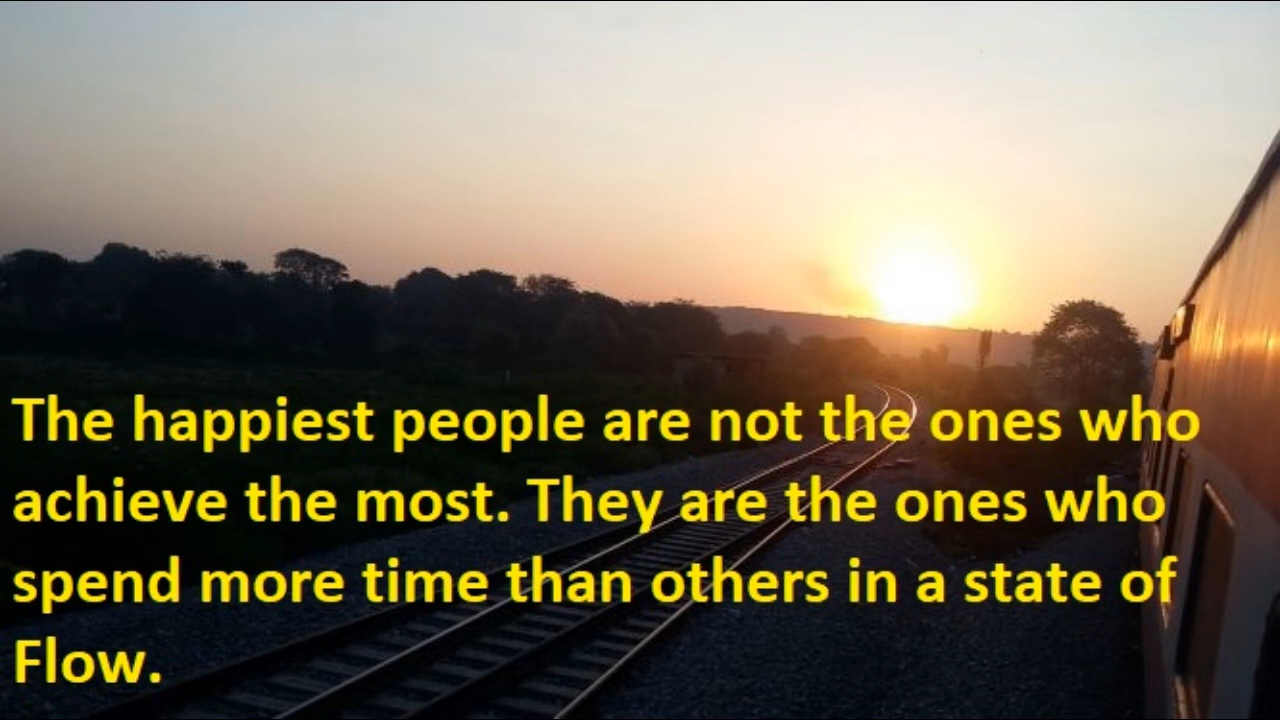 The happiest people are not the ones who
achieve the most. They are the ones who
spend more time than others in a state of
Flow.